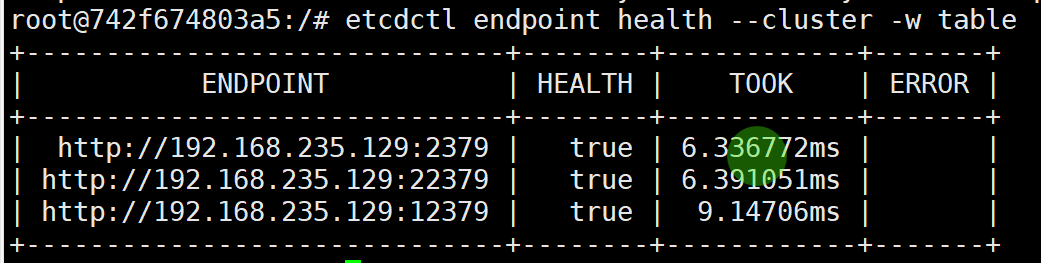 root@742f674803a5:/# etcdctl endpoint health --cluster -w table
+-------------------------------+--------+------------+-------+
|           ENDPOINT            | HEALTH |    TOOK    | ERROR |
+-------------------------------+--------+------------+-------+
|  http://192.168.235.129:2379 |   true | 6.336772ms |       |
| http://192.168.235.129:22379 |   true | 6.391051ms |       |
| http://192.168.235.129:12379 |   true |  9.14706ms |       |
+-------------------------------+--------+------------+-------+